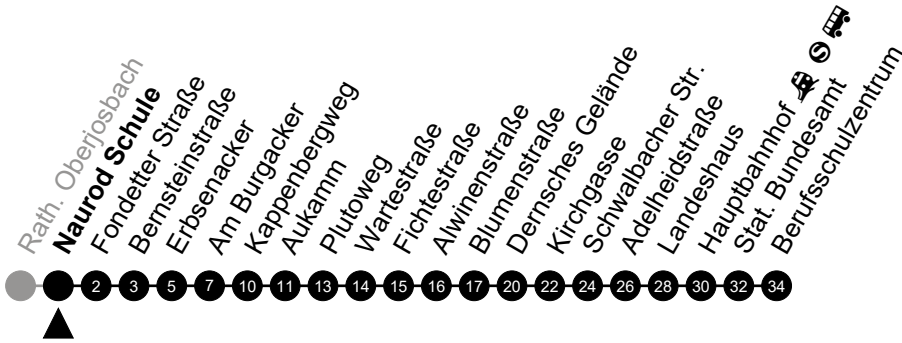 Rath. Oberjosbach
Naurod Schule
Fondetter Straße
Bernsteinstraße
Erbsenacker
Am Burgacker
Kappenbergweg
Aukamm
Plutoweg
Wartestraße
Fichtestraße
Alwinenstraße
Blumenstraße
Dernsches Gelände
Kirchgasse
Schwalbacher Str.
Adelheidstraße
Landeshaus
Hauptbahnhof S
Stat. Bundesamt
Berufsschulzentrum
2 3 5 7 10 11 13 14 15 16 17 20 22 24 26 28 30 32 34